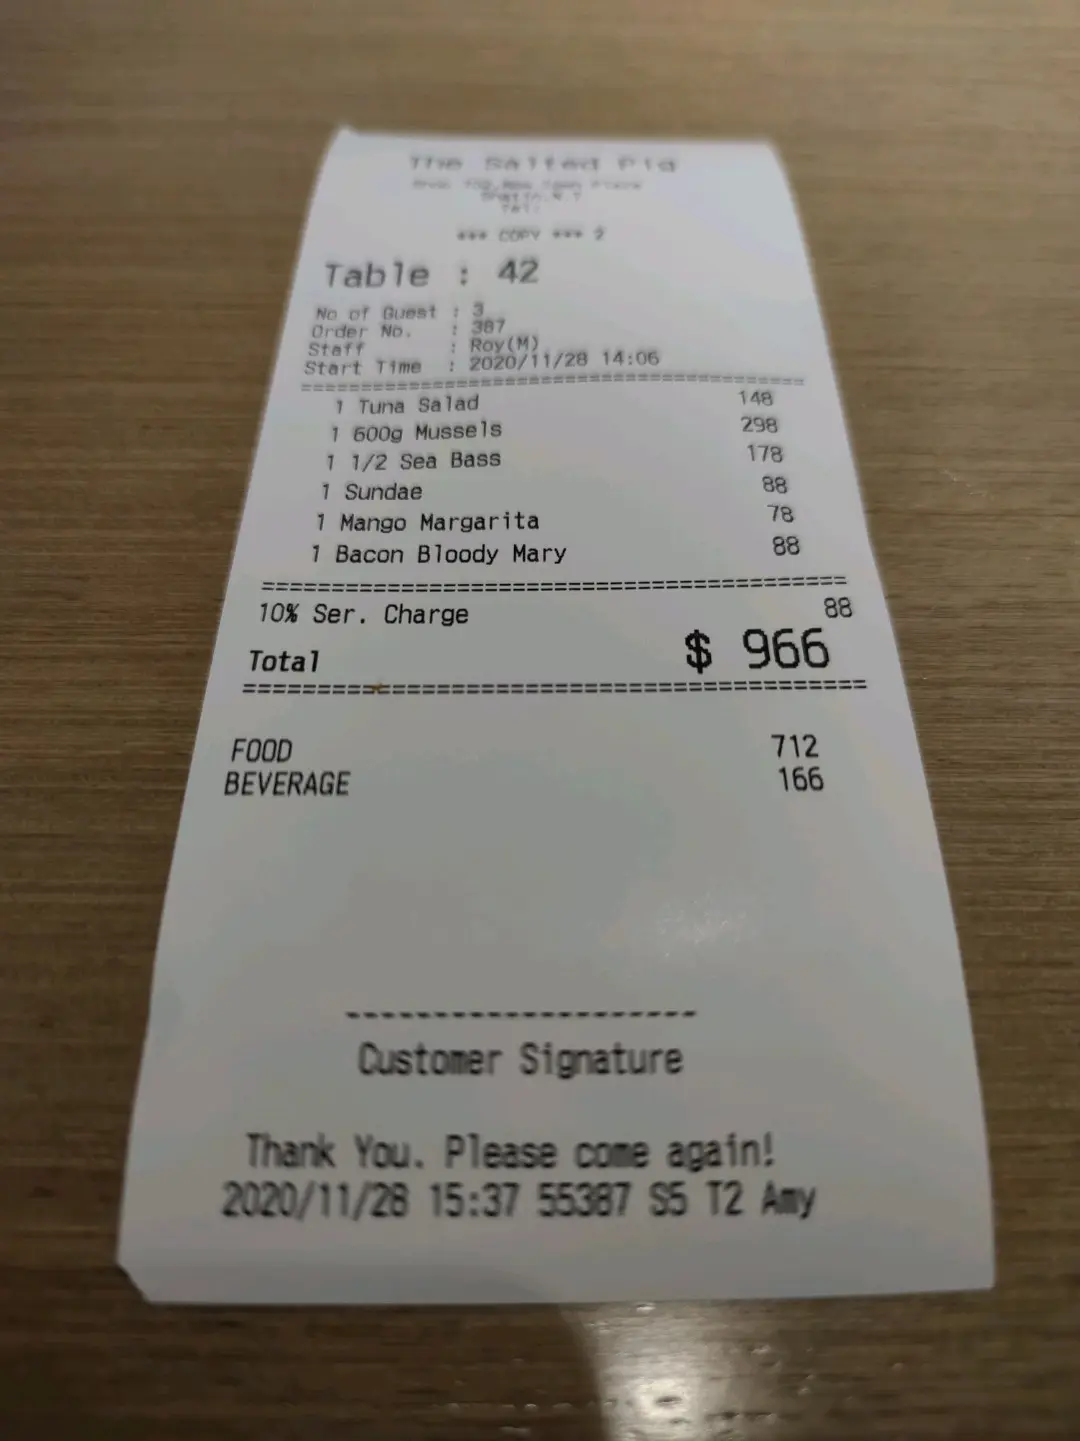 The Salted Pig
Shatin, N.T
Tel:
*** COPY *** 2
Table : 42
No of Guest : 3
Order No. : 387
Staff : Roy(M)
Start Time : 2020/11/28 14:06
1 Tuna Salad 148
1 600g Mussels 298
1 1/2 Sea Bass 178
1 Sundae 88
1 Mango Margarita 78
1 Bacon Bloody Mary 88
10% Ser. Charge 88
Total $ 966
FOOD 712
BEVERAGE 166
Customer Signature
Thank You. Please come again!
2020/11/28 15:37 55387 S5 T2 Amy